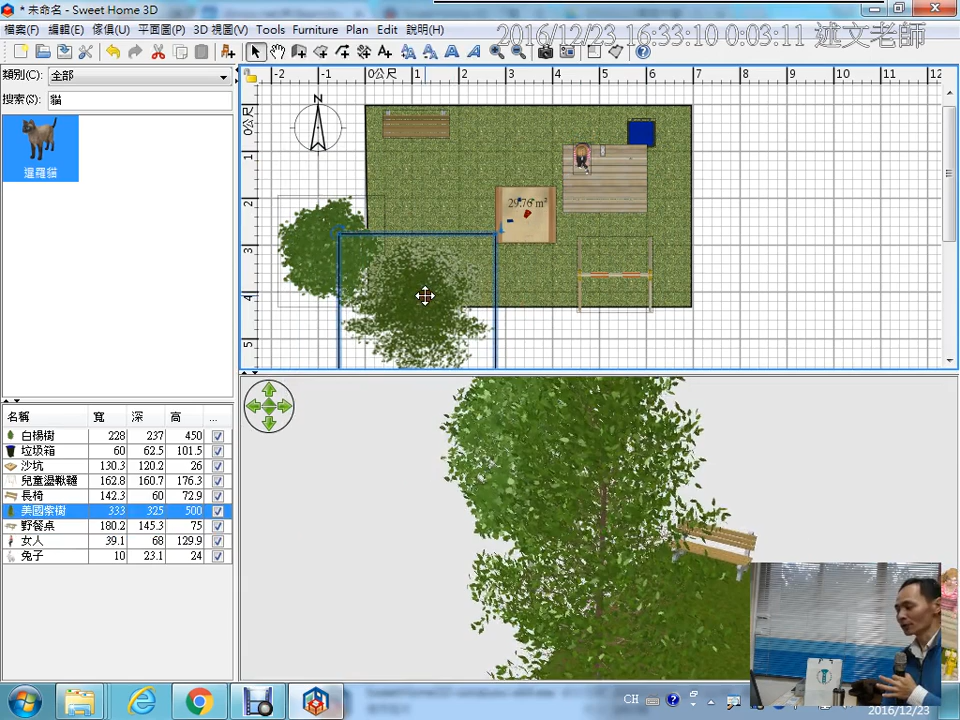 * 未命名 - Sweet Home 3D
檔案(F) 編輯(E) 傢俱(U) 平面圖(P) 3D 視圖(V) Tools Furniture Plan Edit 說明(H)
2016/12/23 16:33:10 0:03:11 述文老師
類別(C): 全部
搜索(S): 貓
暹羅貓
-2 -1 0公尺 1 2 3 4 5 6 7 8 9 10 11 12
0公尺
1
2
3
4
5
N
29.76 m²
名稱 寬 深 高 ...
白楊樹 228 237 450
垃圾箱 60 62.5 101.5
沙坑 130.3 120.2 26
兒童盪鞦韆 162.8 160.7 176.3
長椅 142.3 60 72.9
美國紫樹 333 325 500
野餐桌 180.2 145.3 75
女人 39.1 68 129.9
兔子 10 23.1 24
CH
2016/12/23